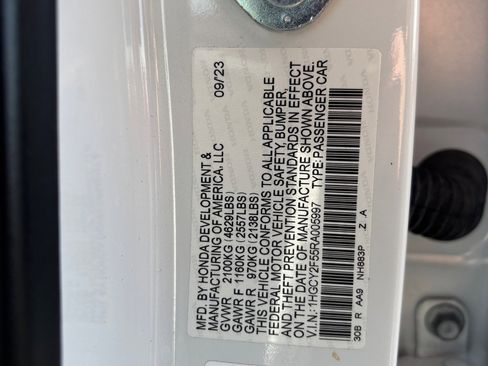 MFD. BY HONDA DEVELOPMENT &
MANUFACTURING OF AMERICA, LLC 09/23
GVWR 2100KG (4629LBS)
GAWR F 1160KG (2557LBS)
GAWR R 970KG (2138LBS)
THIS VEHICLE CONFORMS TO ALL APPLICABLE
FEDERAL MOTOR VEHICLE SAFETY, BUMPER,
AND THEFT PREVENTION STANDARDS IN EFFECT
ON THE DATE OF MANUFACTURE SHOWN ABOVE.
V.I.N.: 1HGCY2F55RA005997 TYPE: PASSENGER CAR
30B R AA9 NH883P Z A